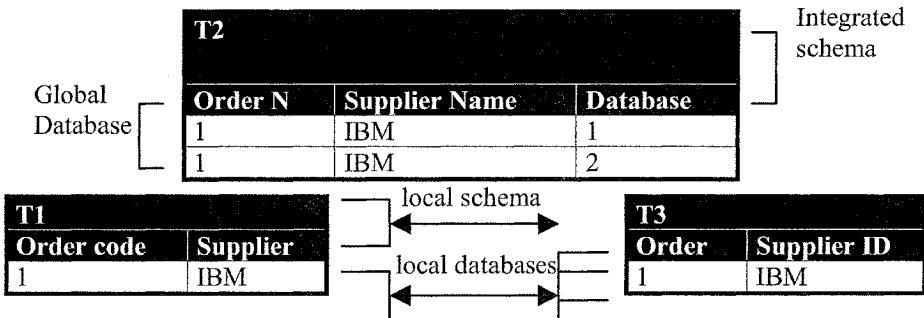 T2
Integrated
schema
Global
Database
Order N Supplier Name Database
1 IBM 1
1 IBM 2
T1
Order code Supplier
1 IBM
local schema
local databases
T3
Order Supplier ID
1 IBM